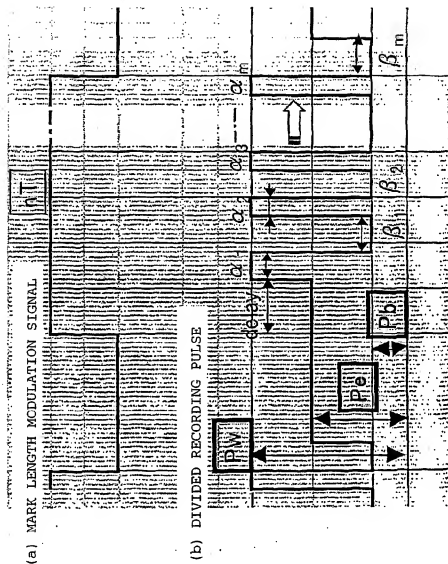 (a) MARK LENGTH MODULATION SIGNAL
nT
(b) DIVIDED RECORDING PULSE
delay
α1
α2
α3
αm
Pw
Pe
Pb
β1
β2
βm